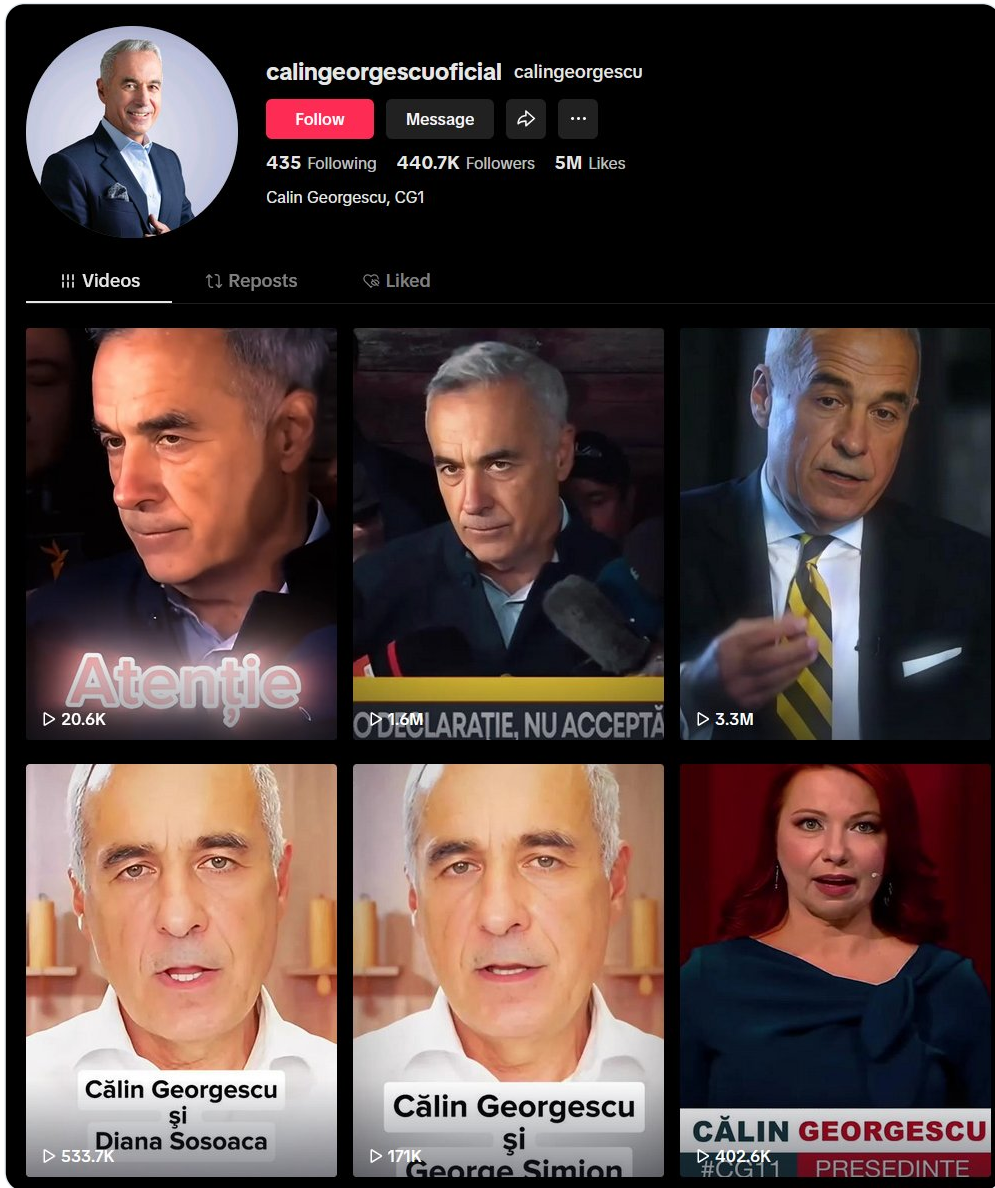 calingeorgescuoficial calingeorgescu
Follow Message
435 Following 440.7K Followers 5M Likes
Calin Georgescu, CG1
Videos Reposts Liked
Atenție
20.6K
O DECLARAȚIE, NU ACCEPTĂ
1.6M
3.3M
Călin Georgescu
și
Diana Sosoaca
533.7K
Călin Georgescu
și
George Simion
171K
CĂLIN GEORGESCU
402.6K
#CG11 PRESEDINTE